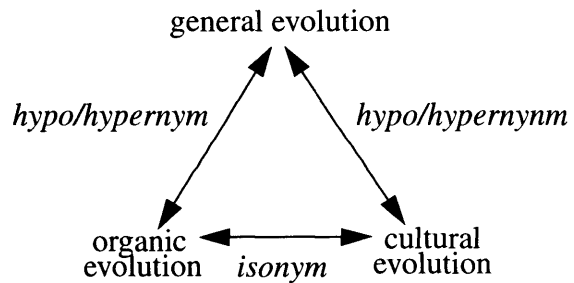 general evolution
hypo/hypernym
hypo/hypernynm
organic
evolution
isonym
cultural
evolution